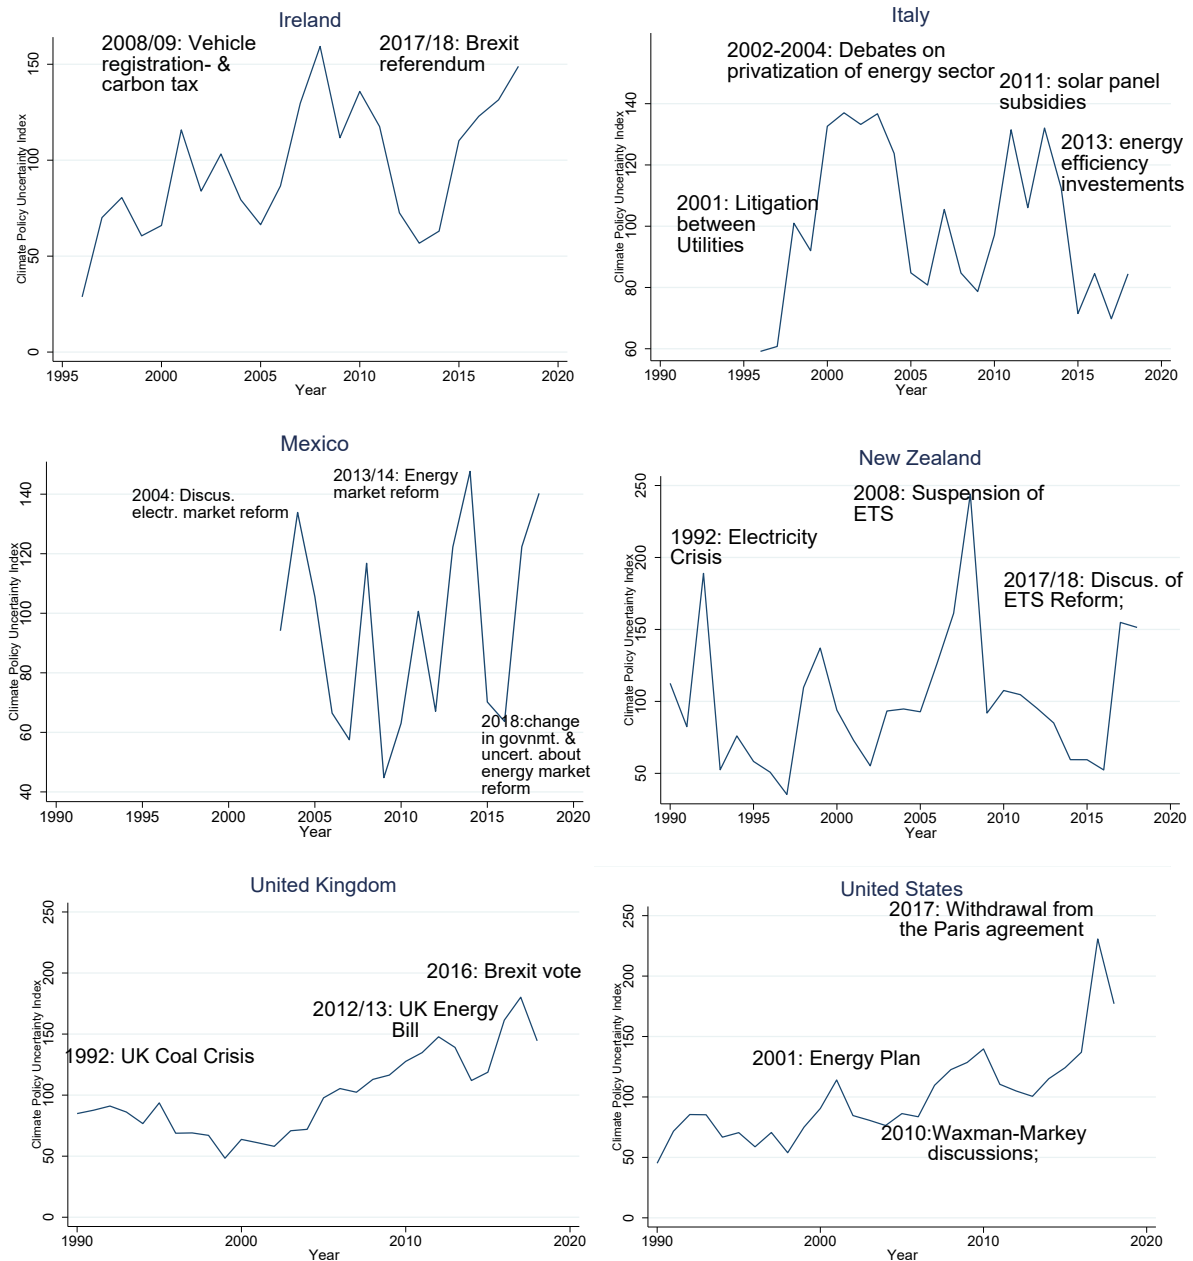 Ireland
2008/09: Vehicle
registration- &
carbon tax
2017/18: Brexit
referendum
Climate Policy Uncertainty Index
150
100
50
0
1995 2000 2005 2010 2015 2020
Year
Italy
2002-2004: Debates on
privatization of energy sector
2011: solar panel
subsidies
2013: energy
efficiency
investements
2001: Litigation
between
Utilities
Climate Policy Uncertainty Index
140
120
100
80
60
1990 1995 2000 2005 2010 2015 2020
Year
Mexico
2013/14: Energy
market reform
2004: Discus.
electr. market reform
2018:change
in govnmt. &
uncert. about
energy market
reform
Climate Policy Uncertainty Index
140
120
100
80
60
40
1990 1995 2000 2005 2010 2015 2020
Year
New Zealand
2008: Suspension of
ETS
1992: Electricity
Crisis
2017/18: Discus. of
ETS Reform;
Climate Policy Uncertainty Index
250
200
150
100
50
1990 1995 2000 2005 2010 2015 2020
Year
United Kingdom
2016: Brexit vote
2012/13: UK Energy
Bill
1992: UK Coal Crisis
Climate Policy Uncertainty Index
250
200
150
100
50
0
1990 2000 2010 2020
Year
United States
2017: Withdrawal from
the Paris agreement
2001: Energy Plan
2010:Waxman-Markey
discussions;
Climate Policy Uncertainty Index
250
200
150
100
50
0
1990 2000 2010 2020
Year